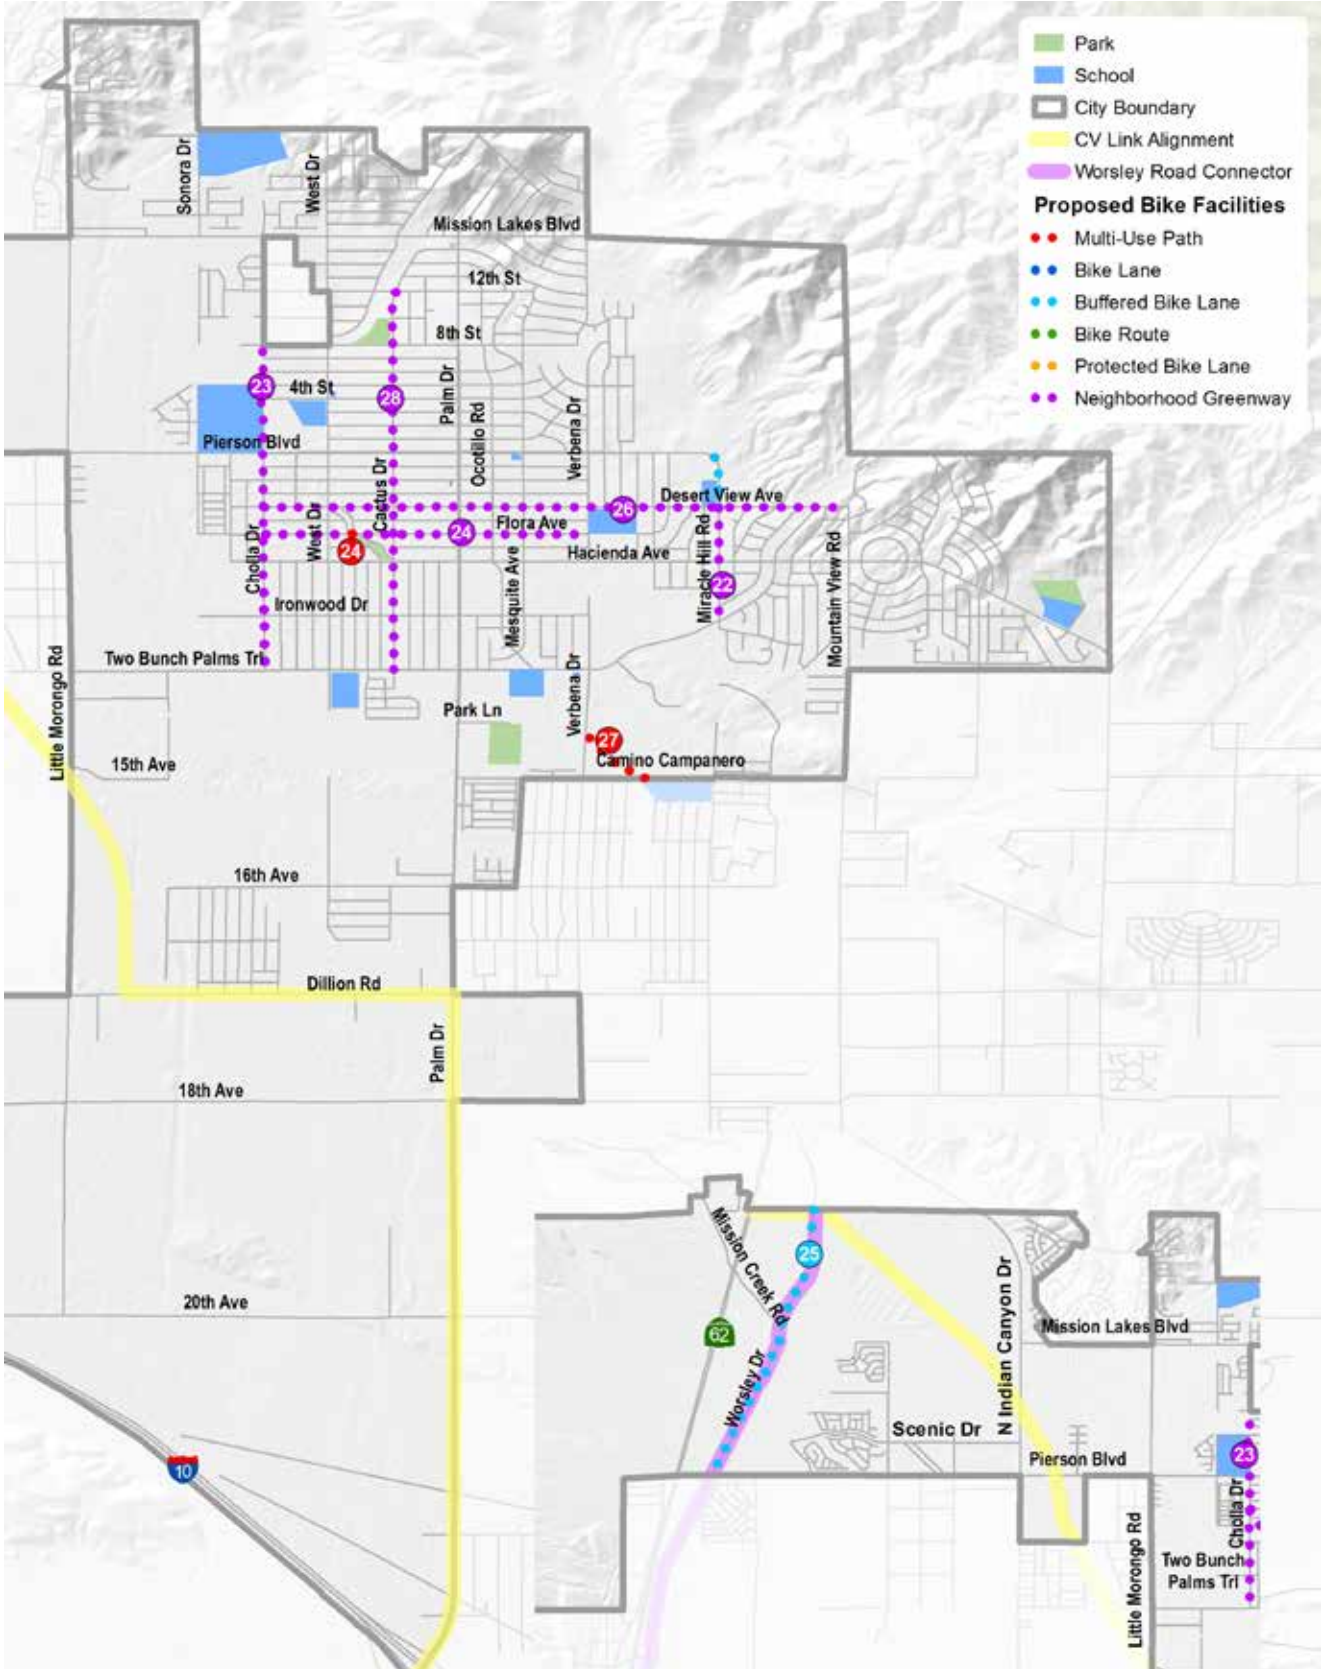 Park
School
City Boundary
CV Link Alignment
Worsley Road Connector
Proposed Bike Facilities
Multi-Use Path
Bike Lane
Buffered Bike Lane
Bike Route
Protected Bike Lane
Neighborhood Greenway
Sonora Dr
West Dr
Mission Lakes Blvd
12th St
8th St
23
4th St
28
Palm Dr
Ocotillo Rd
Verbena Dr
Pierson Blvd
Cactus Dr
Desert View Ave
26
Flora Ave
24
West Dr
24
Cholla Dr
Hacienda Ave
Miracle Hill Rd
22
Mountain View Rd
Mesquite Ave
Ironwood Dr
Two Bunch Palms Trl
Little Morongo Rd
Verbena Dr
Park Ln
27
Camino Campanero
15th Ave
16th Ave
Dillion Rd
Palm Dr
18th Ave
20th Ave
10
Mission Creek Rd
25
62
Worsley Dr
N Indian Canyon Dr
Mission Lakes Blvd
Scenic Dr
Pierson Blvd
23
Cholla Dr
Little Morongo Rd
Two Bunch
Palms Trl